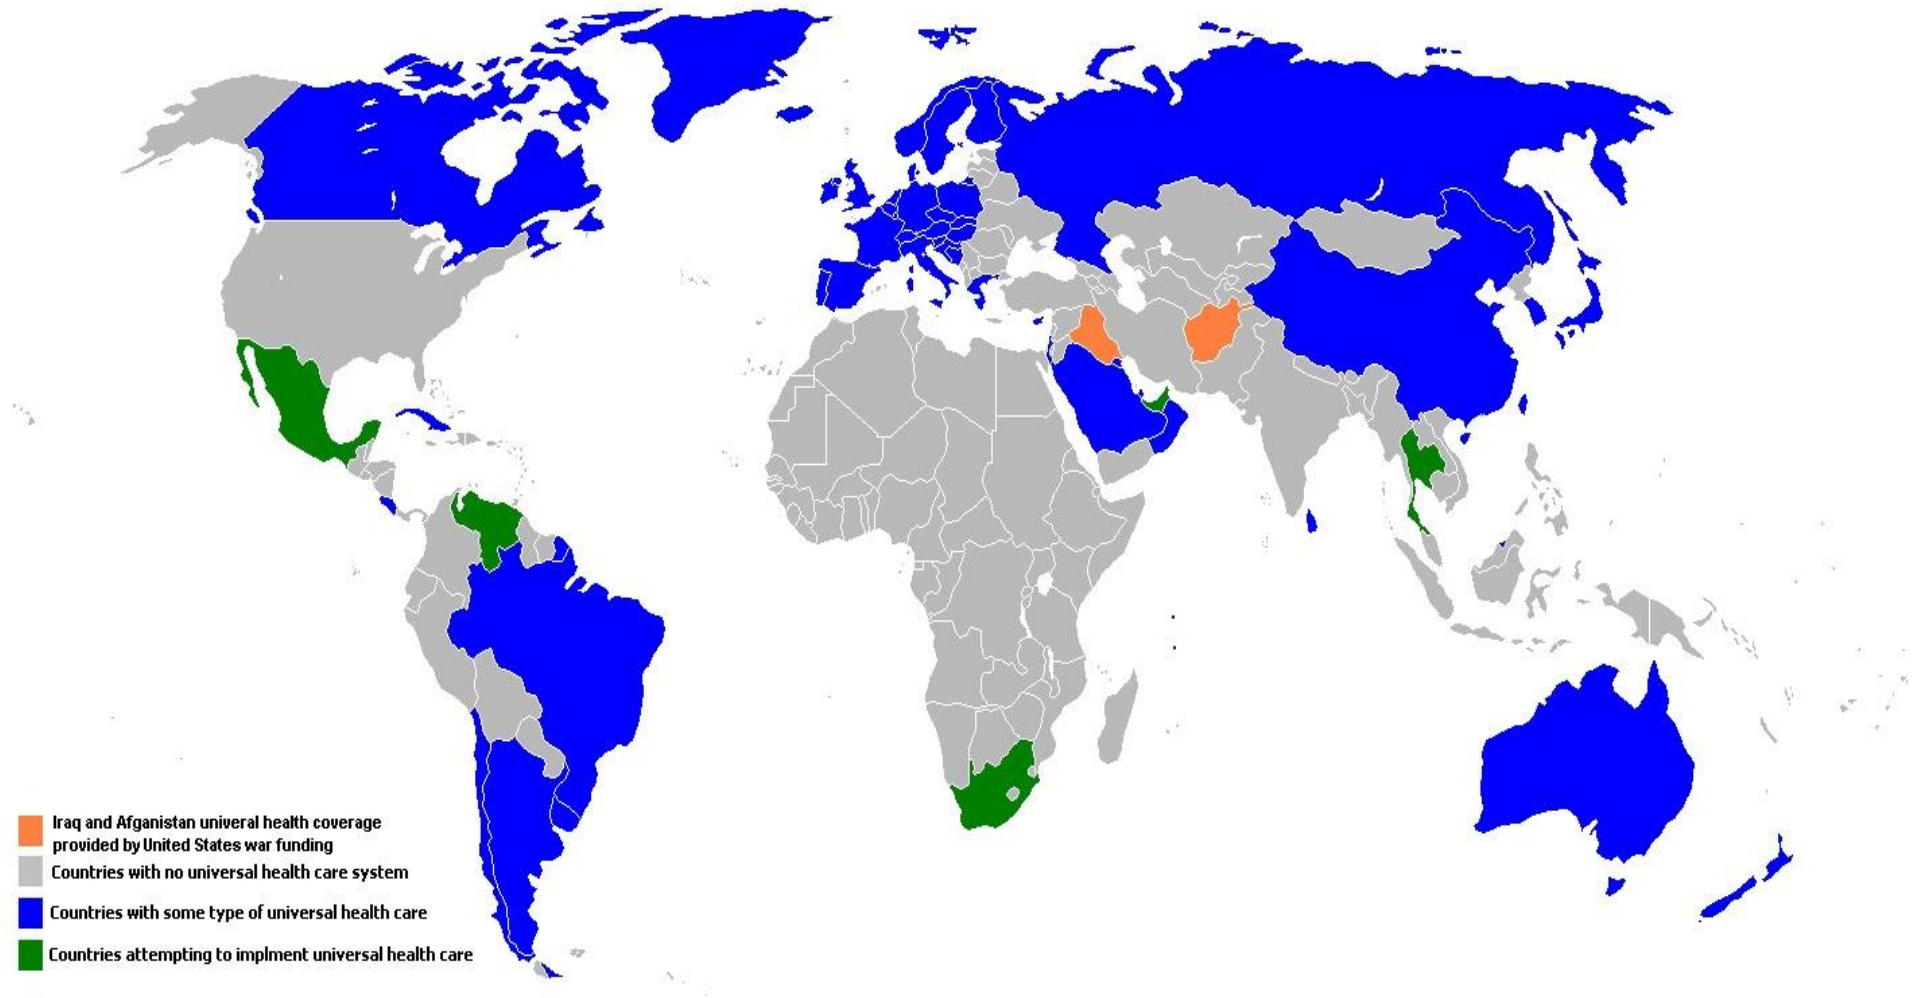 Iraq and Afganistan univeral health coverage
provided by United States war funding
Countries with no universal health care system
Countries with some type of universal health care
Countries attempting to implment universal health care